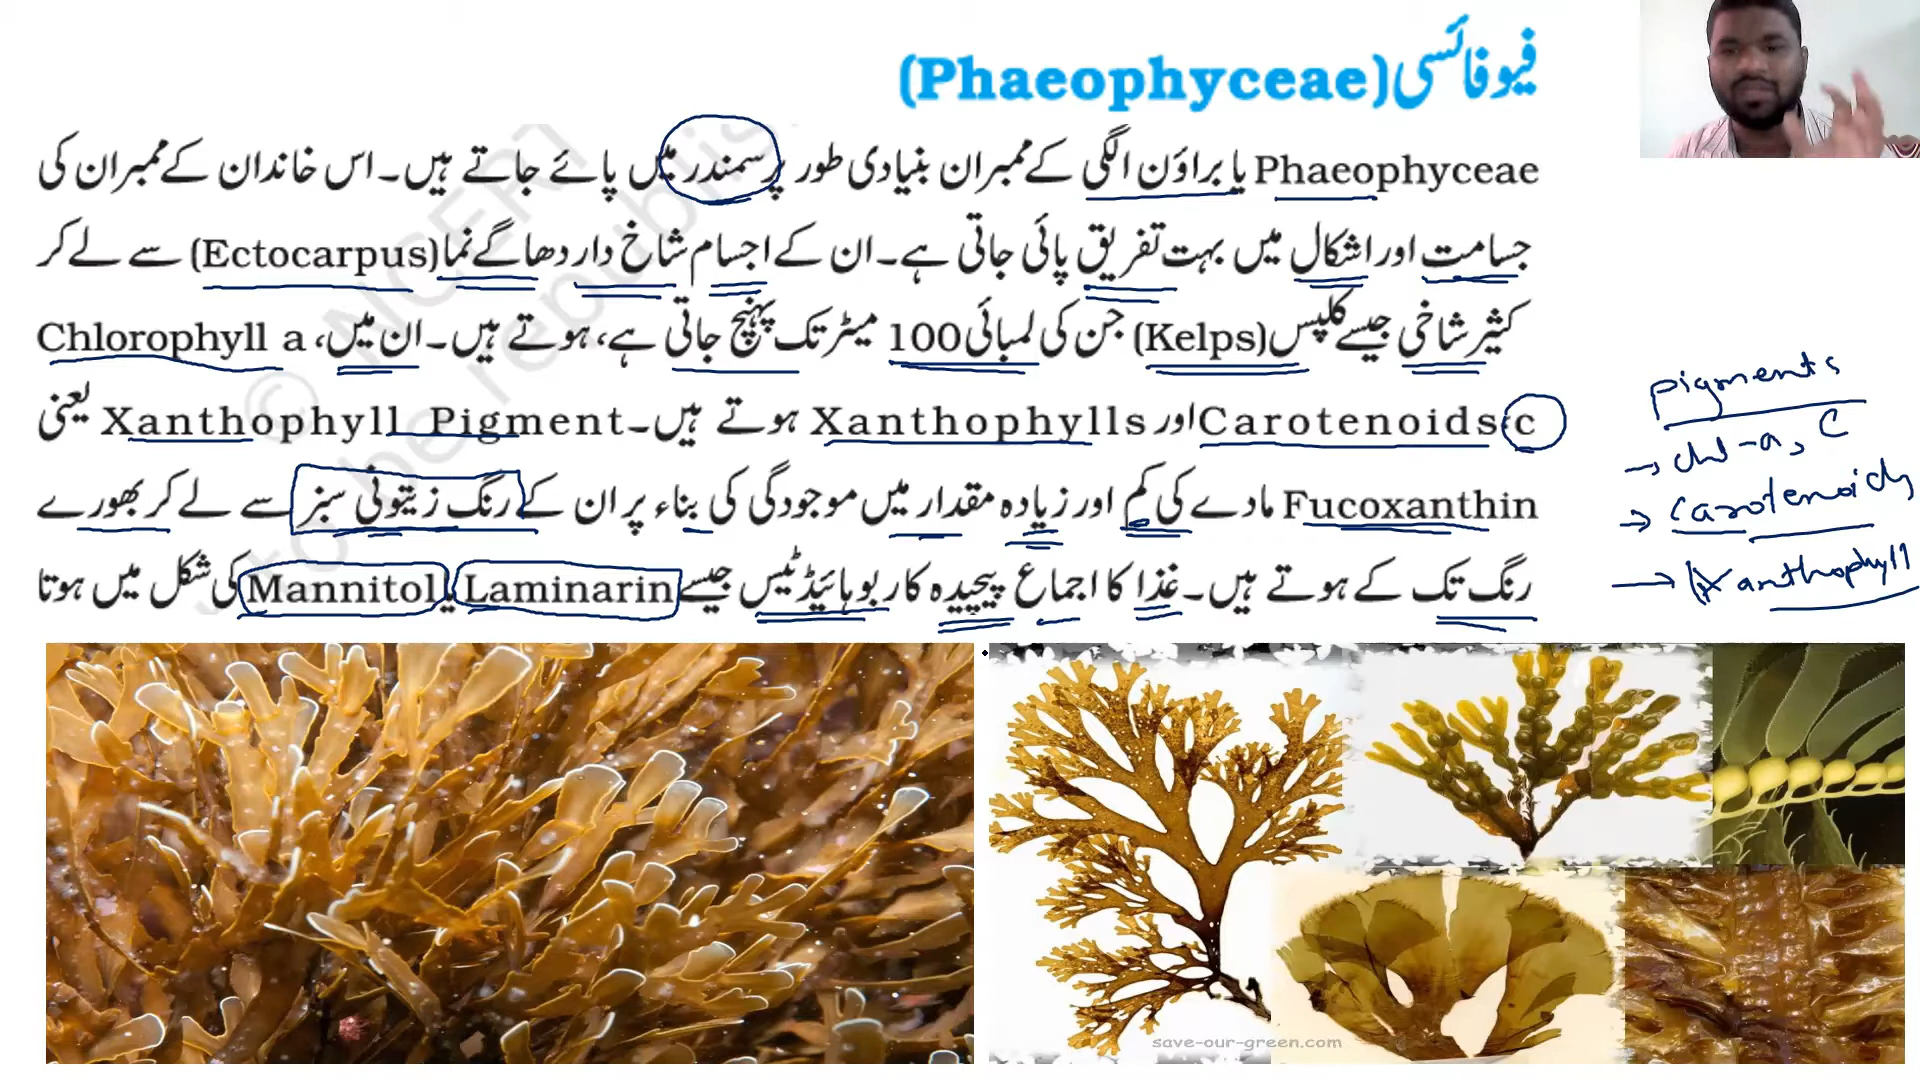 فیوفائسی (Phaeophyceae)
Phaeophyceae یا براؤن الگی کے ممبران بنیادی طور پر سمندر میں پائے جاتے ہیں۔ اس خاندان کے ممبران کی
جسامت اور اشکال میں بہت تفریق پائی جاتی ہے۔ ان کے اجسام شاخ دار دھاگے نما (Ectocarpus) سے لے کر
کثیر شاخی جیسے کلپس (Kelps) جن کی لمبائی 100 میٹر تک پہنچ جاتی ہے، ہوتے ہیں۔ ان میں، Chlorophyll a
c، Carotenoids اور Xanthophylls ہوتے ہیں۔ Xanthophyll Pigment یعنی
Fucoxanthin مادے کی کم اور زیادہ مقدار میں موجودگی کی بناء پر ان کے رنگ زیتونی سبز سے لے کر بھورے
رنگ تک کے ہوتے ہیں۔ غذا کا اجماع پیچیدہ کاربوہائیڈٹیس جیسے Laminarin یا Mannitol کی شکل میں ہوتا
pigments
→ chl-a, c
→ carotenoids
→ Xanthophyll
© NCERT
to be republis
save-our-green.com